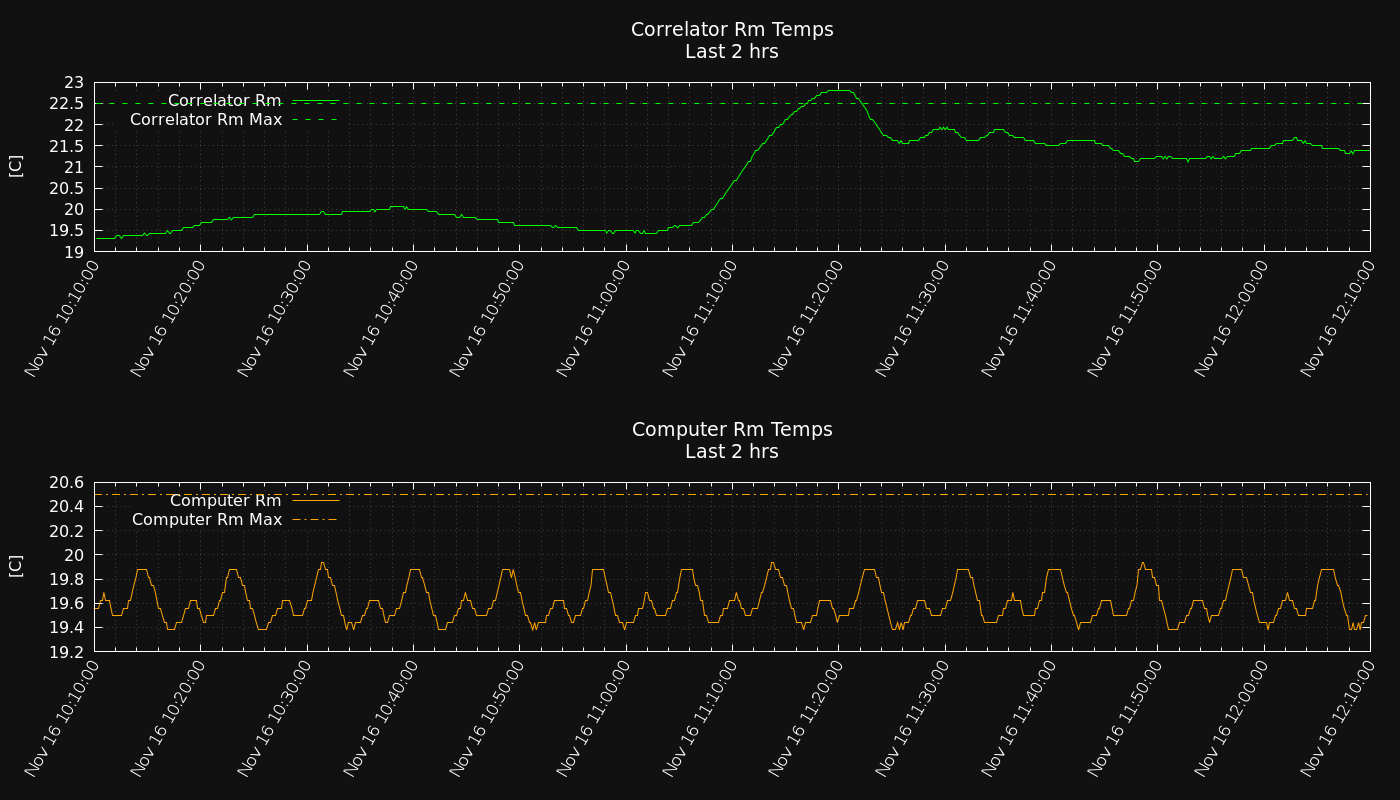 Correlator Rm Temps
Last 2 hrs
[C]
23
22.5
22
21.5
21
20.5
20
19.5
19
Correlator Rm
Correlator Rm Max
Nov 16 10:10:00
Nov 16 10:20:00
Nov 16 10:30:00
Nov 16 10:40:00
Nov 16 10:50:00
Nov 16 11:00:00
Nov 16 11:10:00
Nov 16 11:20:00
Nov 16 11:30:00
Nov 16 11:40:00
Nov 16 11:50:00
Nov 16 12:00:00
Nov 16 12:10:00
Computer Rm Temps
Last 2 hrs
[C]
20.6
20.4
20.2
20
19.8
19.6
19.4
19.2
Computer Rm
Computer Rm Max
Nov 16 10:10:00
Nov 16 10:20:00
Nov 16 10:30:00
Nov 16 10:40:00
Nov 16 10:50:00
Nov 16 11:00:00
Nov 16 11:10:00
Nov 16 11:20:00
Nov 16 11:30:00
Nov 16 11:40:00
Nov 16 11:50:00
Nov 16 12:00:00
Nov 16 12:10:00